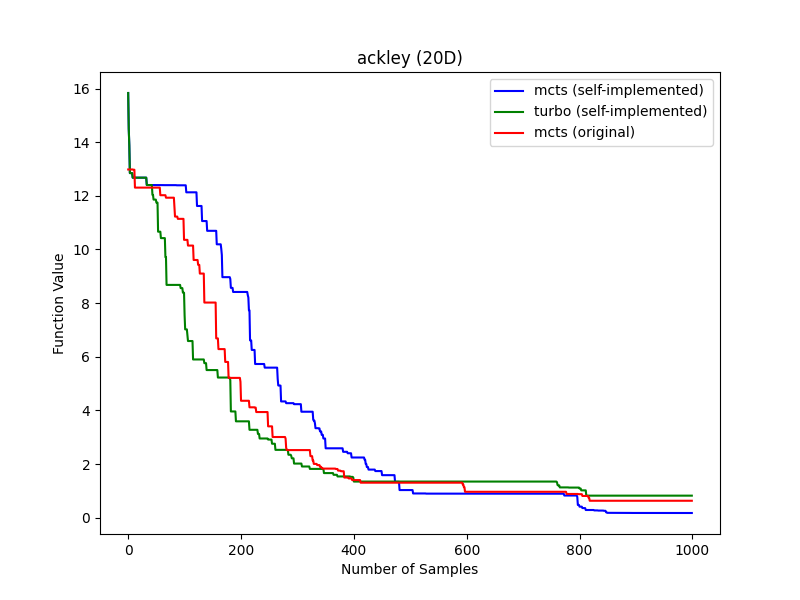 ackley (20D)
mcts (self-implemented)
turbo (self-implemented)
mcts (original)
Function Value
16
14
12
10
8
6
4
2
0
0 200 400 600 800 1000
Number of Samples